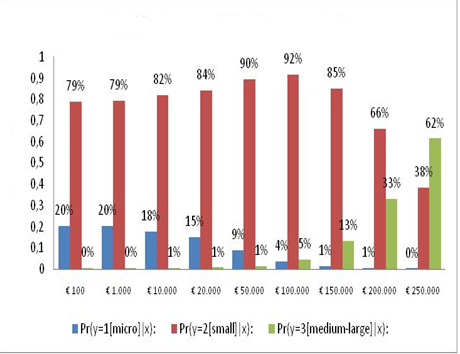 1
0,9
0,8
0,7
0,6
0,5
0,4
0,3
0,2
0,1
0
79% 79% 82% 84% 90% 92% 85% 66% 38%
20% 20% 18% 15% 9% 4% 1% 1% 0%
0% 0% 1% 1% 1% 5% 13% 33% 62%
€ 100 € 1.000 € 10.000 € 20.000 € 50.000 € 100.000 € 150.000 € 200.000 € 250.000
Pr(y=1[micro]|x): Pr(y=2[small]|x): Pr(y=3[medium-large]|x):